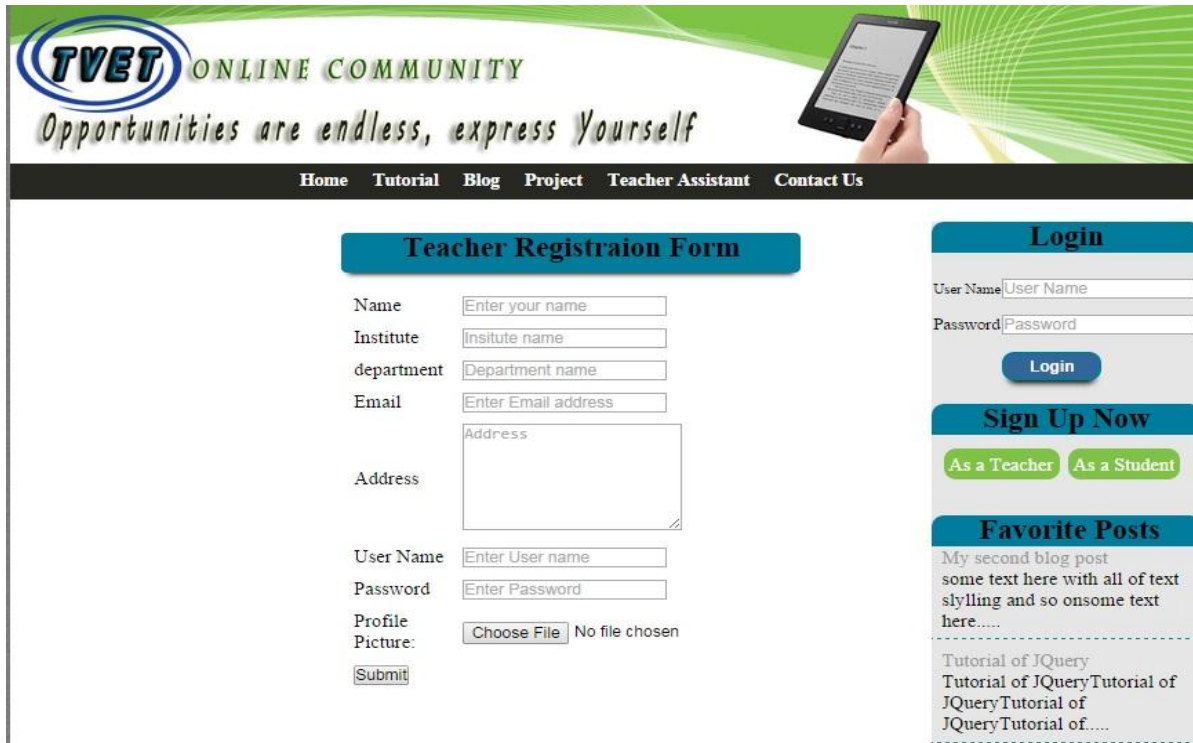 TVET ONLINE COMMUNITY
Opportunities are endless, express Yourself
Home Tutorial Blog Project Teacher Assistant Contact Us
Teacher Registraion Form
Name Enter your name
Institute Insitute name
department Department name
Email Enter Email address
Address Address
User Name Enter User name
Password Enter Password
Profile
Picture: Choose File No file chosen
Submit
Login
User Name User Name
Password Password
Login
Sign Up Now
As a Teacher As a Student
Favorite Posts
My second blog post
some text here with all of text
slylling and so onsome text
here.....
Tutorial of JQuery
Tutorial of JQueryTutorial of
JQueryTutorial of
JQueryTutorial of.....